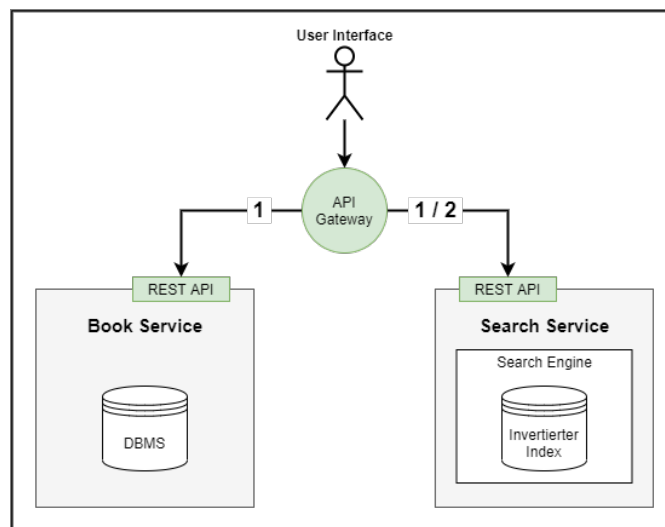 User Interface
API
Gateway
1
1 / 2
REST API
REST API
Book Service
Search Service
Search Engine
DBMS
Invertierter
Index